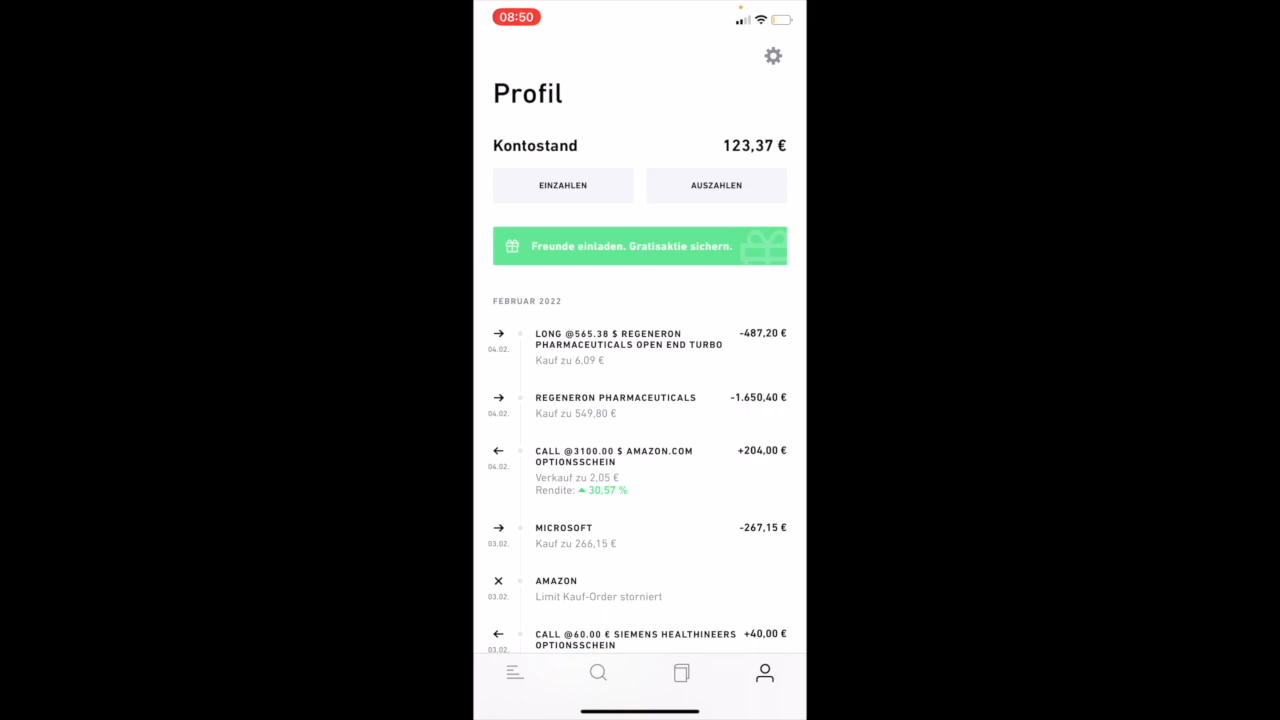 08:50
Profil
Kontostand 123,37 €
EINZAHLEN AUSZAHLEN
Freunde einladen. Gratisaktie sichern.
FEBRUAR 2022
LONG @565.38 $ REGENERON -487,20 €
04.02. PHARMACEUTICALS OPEN END TURBO
Kauf zu 6,09 €
REGENERON PHARMACEUTICALS -1.650,40 €
04.02. Kauf zu 549,80 €
CALL @3100.00 $ AMAZON.COM +204,00 €
04.02. OPTIONSSCHEIN
Verkauf zu 2,05 €
Rendite: 30,57 %
MICROSOFT -267,15 €
03.02. Kauf zu 266,15 €
AMAZON
03.02. Limit Kauf-Order storniert
CALL @60.00 € SIEMENS HEALTHINEERS +40,00 €
03.02. OPTIONSSCHEIN